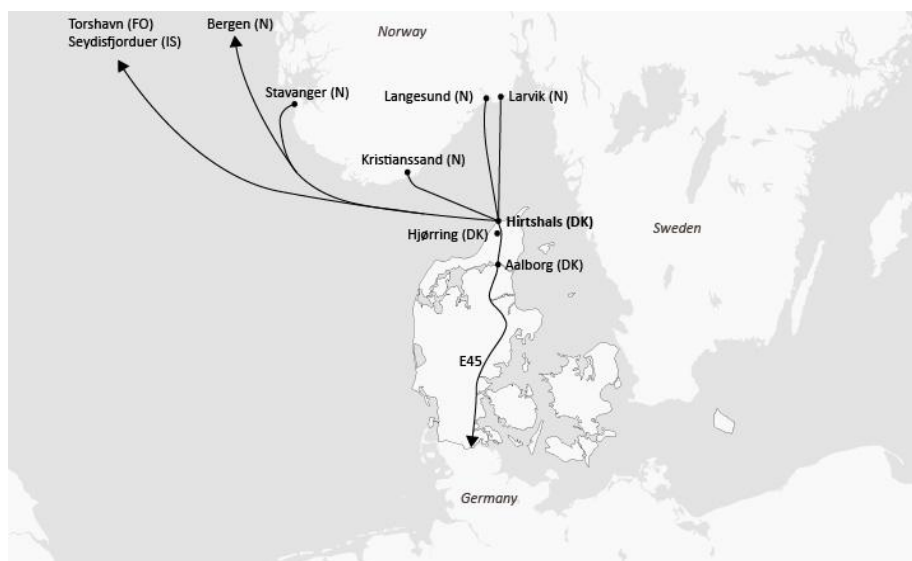 Torshavn (FO)
Seydisfjorduer (IS)
Bergen (N)
Norway
Stavanger (N)
Langesund (N)
Larvik (N)
Kristianssand (N)
Hirtshals (DK)
Hjørring (DK)
Sweden
Aalborg (DK)
E45
Germany